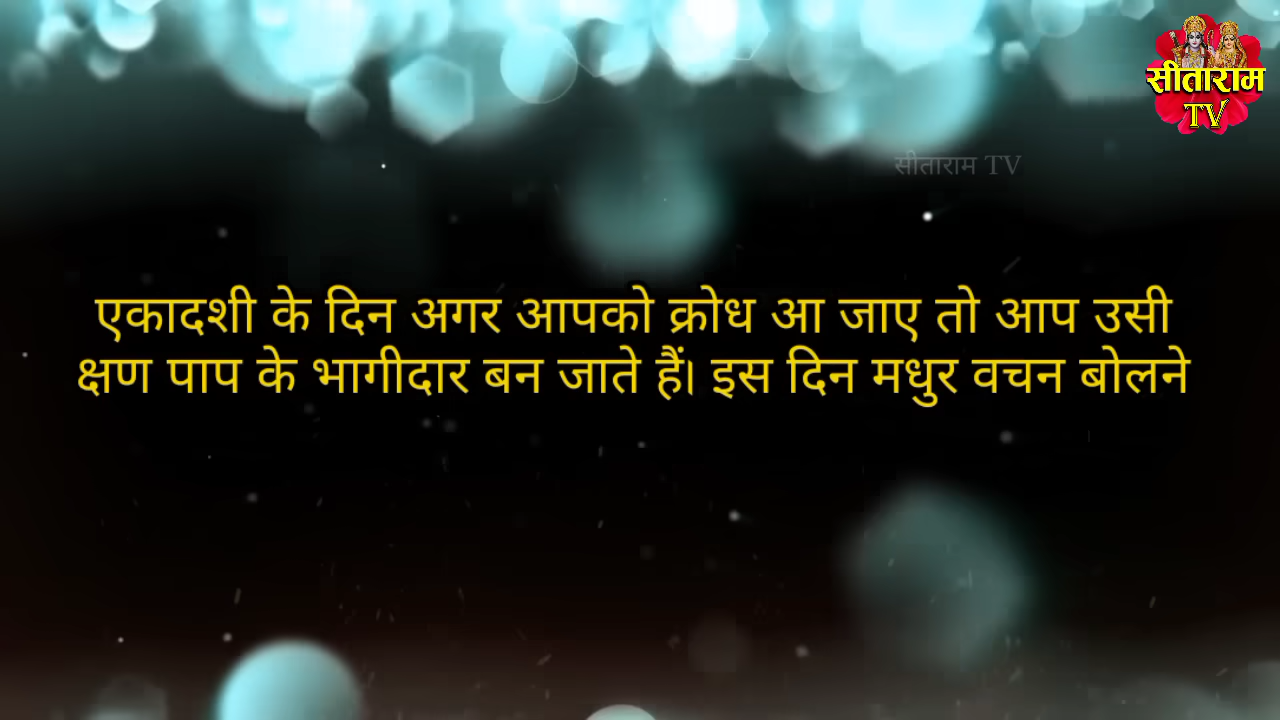 सीताराम
TV
सीताराम TV
एकादशी के दिन अगर आपको क्रोध आ जाए तो आप उसी
क्षण पाप के भागीदार बन जाते हैं। इस दिन मधुर वचन बोलने